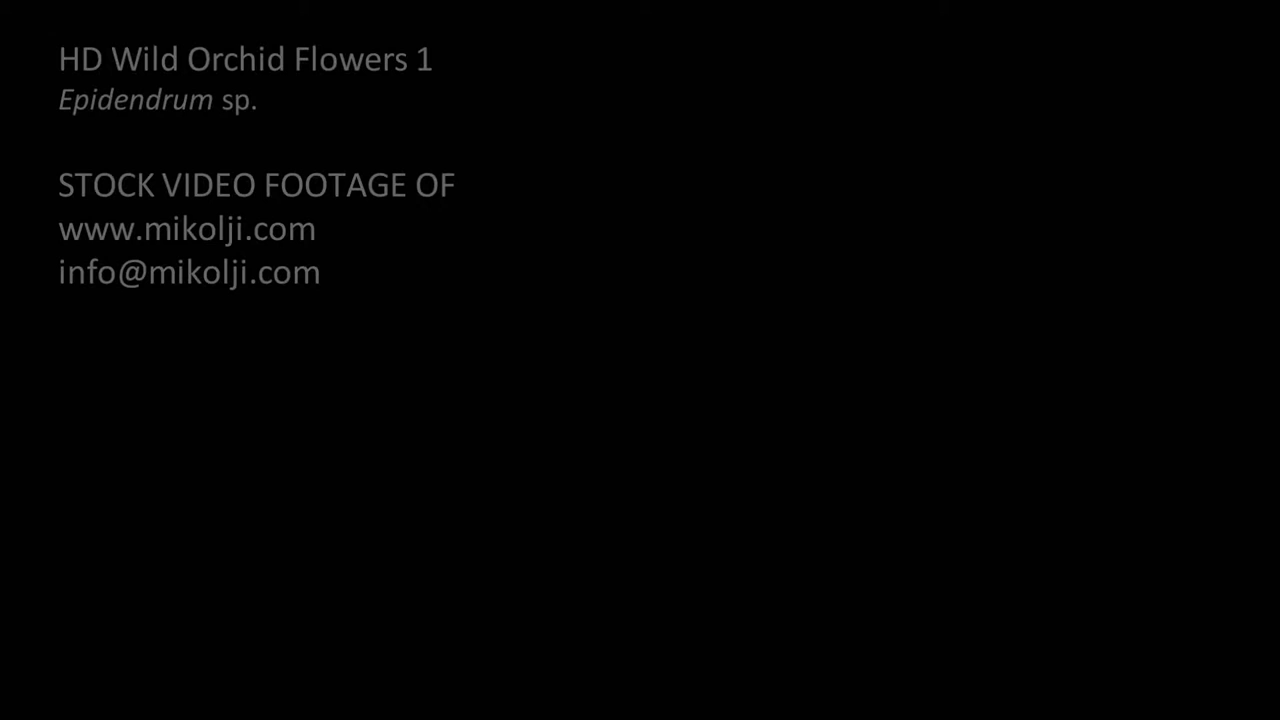 HD Wild Orchid Flowers 1
Epidendrum sp.
STOCK VIDEO FOOTAGE OF
www.mikolji.com
info@mikolji.com